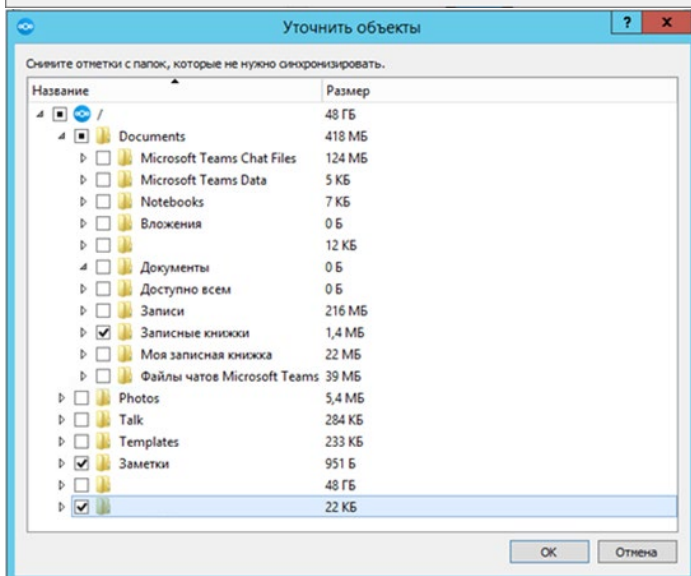 Уточнить объекты
? x
Снимите отметки с папок, которые не нужно синхронизировать.
Название Размер
/ 48 ГБ
Documents 418 МБ
Microsoft Teams Chat Files 124 МБ
Microsoft Teams Data 5 КБ
Notebooks 7 КБ
Вложения 0 Б
12 КБ
Документы 0 Б
Доступно всем 0 Б
Записи 216 МБ
Записные книжки 1,4 МБ
Моя записная книжка 22 МБ
Файлы чатов Microsoft Teams 39 МБ
Photos 5,4 МБ
Talk 284 КБ
Templates 233 КБ
Заметки 951 Б
48 ГБ
22 КБ
OK Отмена